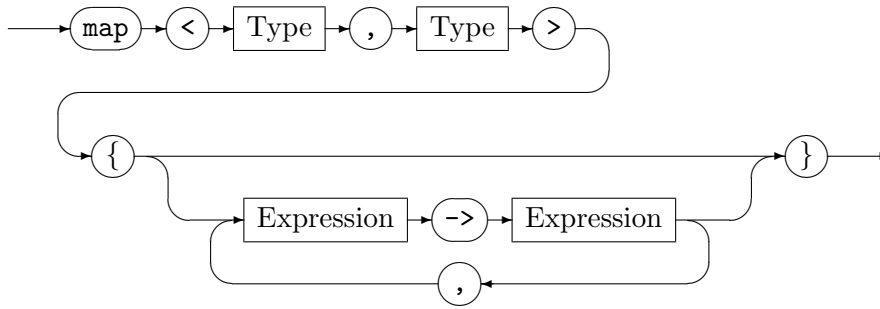 map < Type , Type >
{ }
Expression -> Expression
,